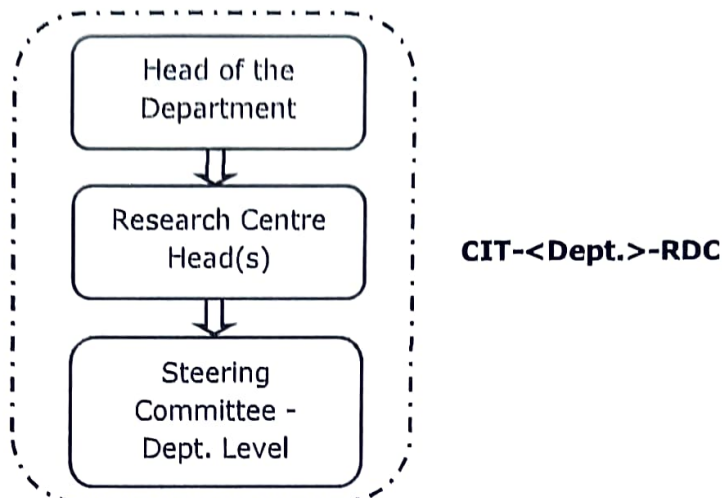 Head of the
Department
Research Centre
Head(s)
CIT-<Dept.>-RDC
Steering
Committee -
Dept. Level